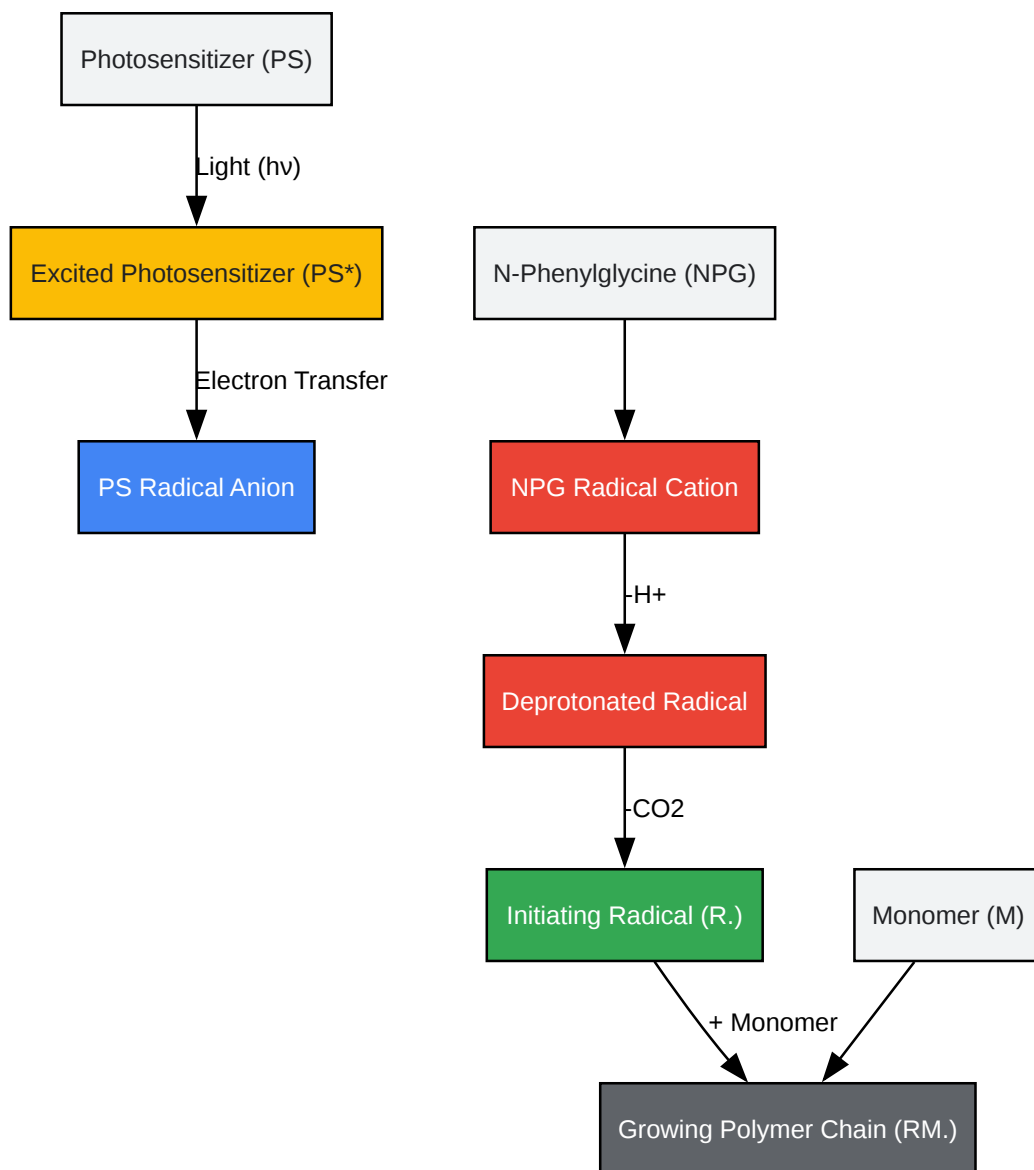 Photosensitizer (PS)
Light (hν)
Excited Photosensitizer (PS*)
N-Phenylglycine (NPG)
Electron Transfer
PS Radical Anion
NPG Radical Cation
-H+
Deprotonated Radical
-CO2
Initiating Radical (R.)
Monomer (M)
+ Monomer
Growing Polymer Chain (RM.)